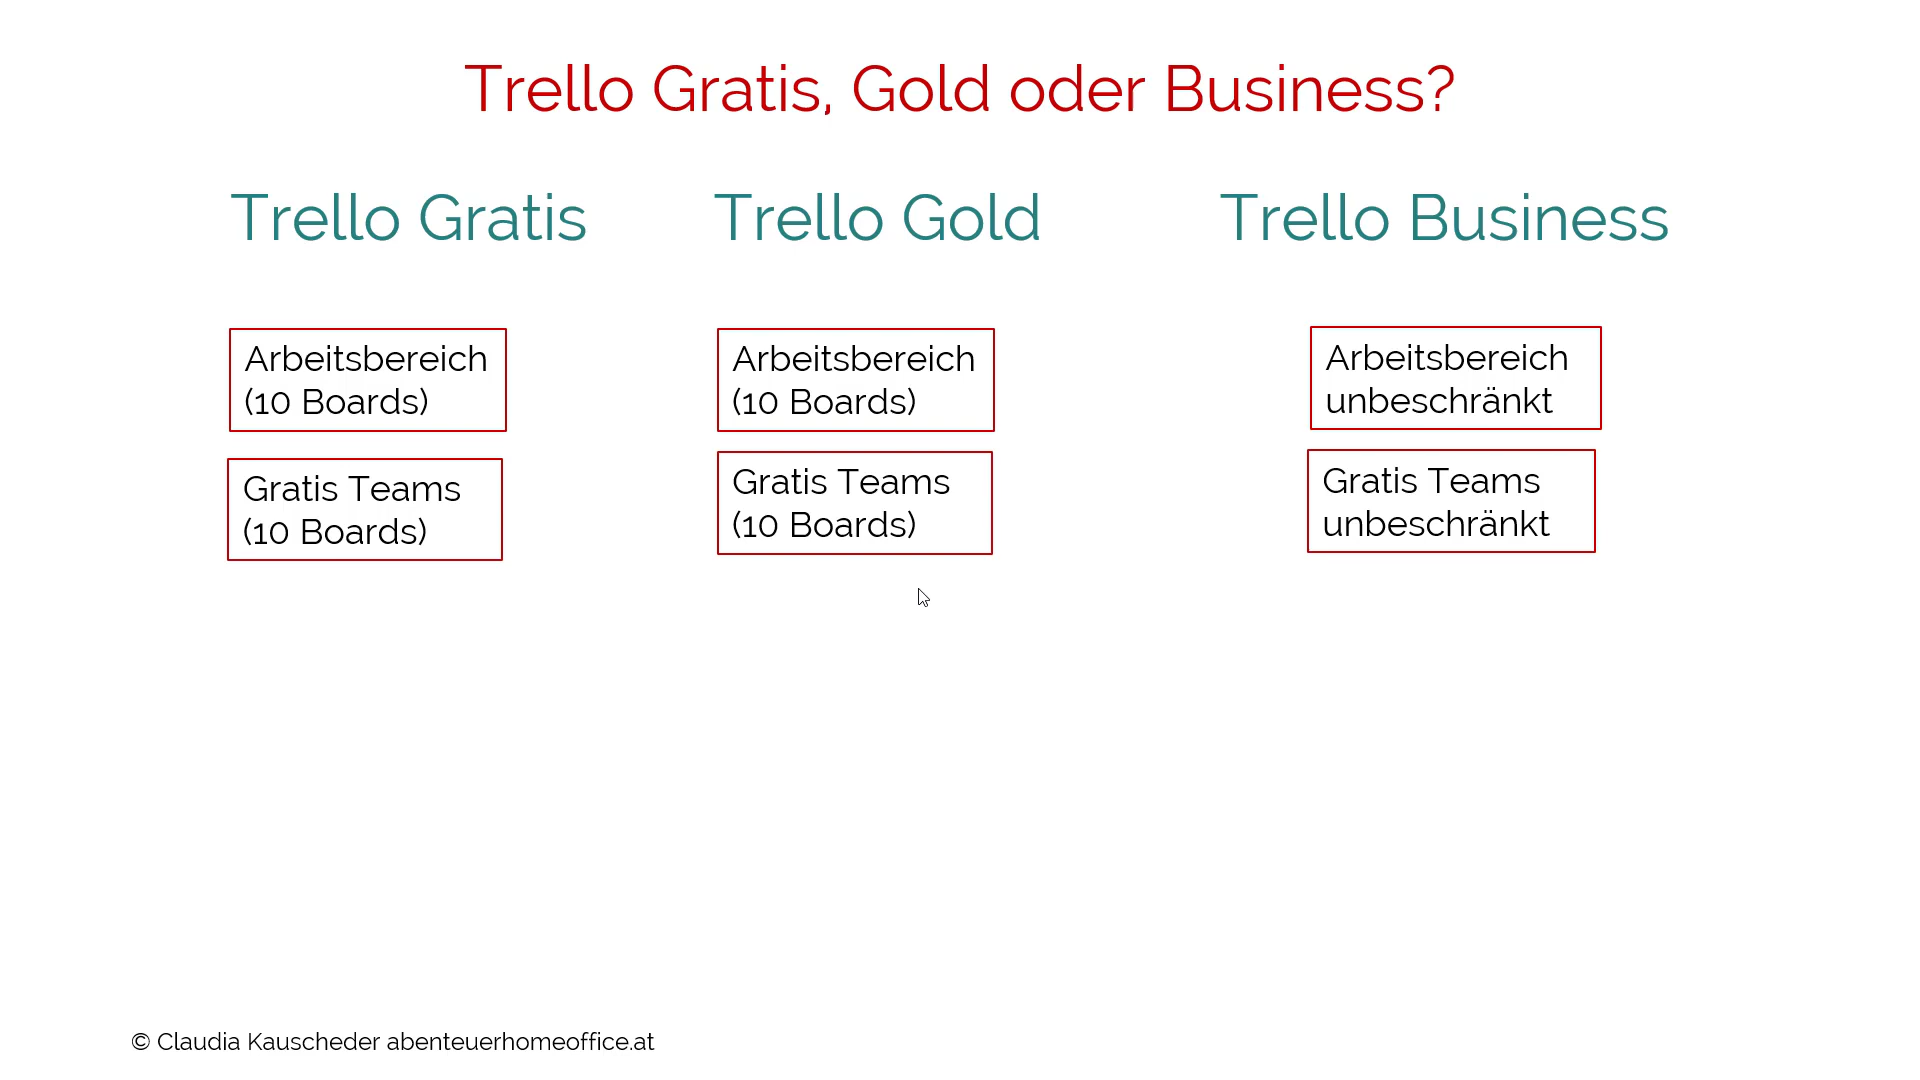 Trello Gratis, Gold oder Business?
Trello Gratis
Trello Gold
Trello Business
Arbeitsbereich
(10 Boards)
Arbeitsbereich
(10 Boards)
Arbeitsbereich
unbeschränkt
Gratis Teams
(10 Boards)
Gratis Teams
(10 Boards)
Gratis Teams
unbeschränkt
© Claudia Kauscheder abenteuerhomeoffice.at